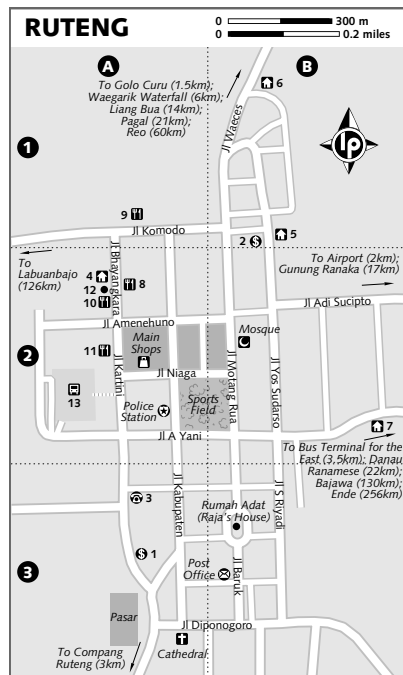 RUTENG
0 300 m
0 0.2 miles
A
B
To Golo Curu (1.5km);
Waegarik Waterfall (6km);
Liang Bua (14km);
Pagal (21km);
Reo (60km)
6
Jl Waeces
lp
1
9
Jl Komodo
2
5
To
Labuanbajo
(126km)
Jl Bhayangkara
4
12
10
8
To Airport (2km);
Gunung Ranaka (17km)
Jl Adi Sucipto
Jl Amenehuno
2
11
Main
Shops
Mosque
Jl Kartini
Jl Niaga
Jl Motang Rua
Jl Yos Sudarso
13
Police
Station
Sports
Field
Jl A Yani
7
To Bus Terminal for the
East (3.5km); Danau
Ranamese (22km);
Bajawa (130km);
Ende (256km)
3
Jl Kabupaten
Jl S Riyadi
Rumah Adat
(Raja's House)
1
3
Post
Office
Jl Baruk
Pasar
Jl Diponogoro
To Compang
Ruteng (3km)
Cathedral